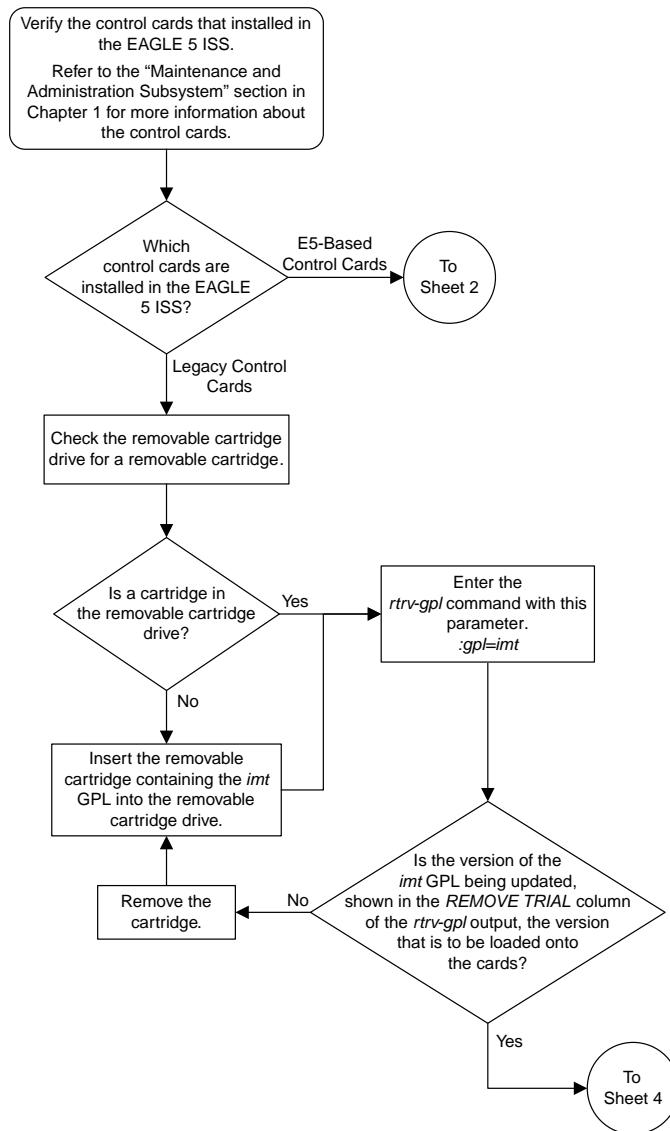 Verify the control cards that installed in
the EAGLE 5 ISS.
Refer to the “Maintenance and
Administration Subsystem” section in
Chapter 1 for more information about
the control cards.
Which
control cards are
installed in the EAGLE
5 ISS?
E5-Based
Control Cards
To
Sheet 2
Legacy Control
Cards
Check the removable cartridge
drive for a removable cartridge.
Is a cartridge in
the removable cartridge
drive?
Yes
Enter the
rtrv-gpl command with this
parameter.
:gpl=imt
No
Insert the removable
cartridge containing the imt
GPL into the removable
cartridge drive.
Is the version of the
imt GPL being updated,
shown in the REMOVE TRIAL column
of the rtrv-gpl output, the version
that is to be loaded onto
the cards?
No
Remove the
cartridge.
Yes
To
Sheet 4